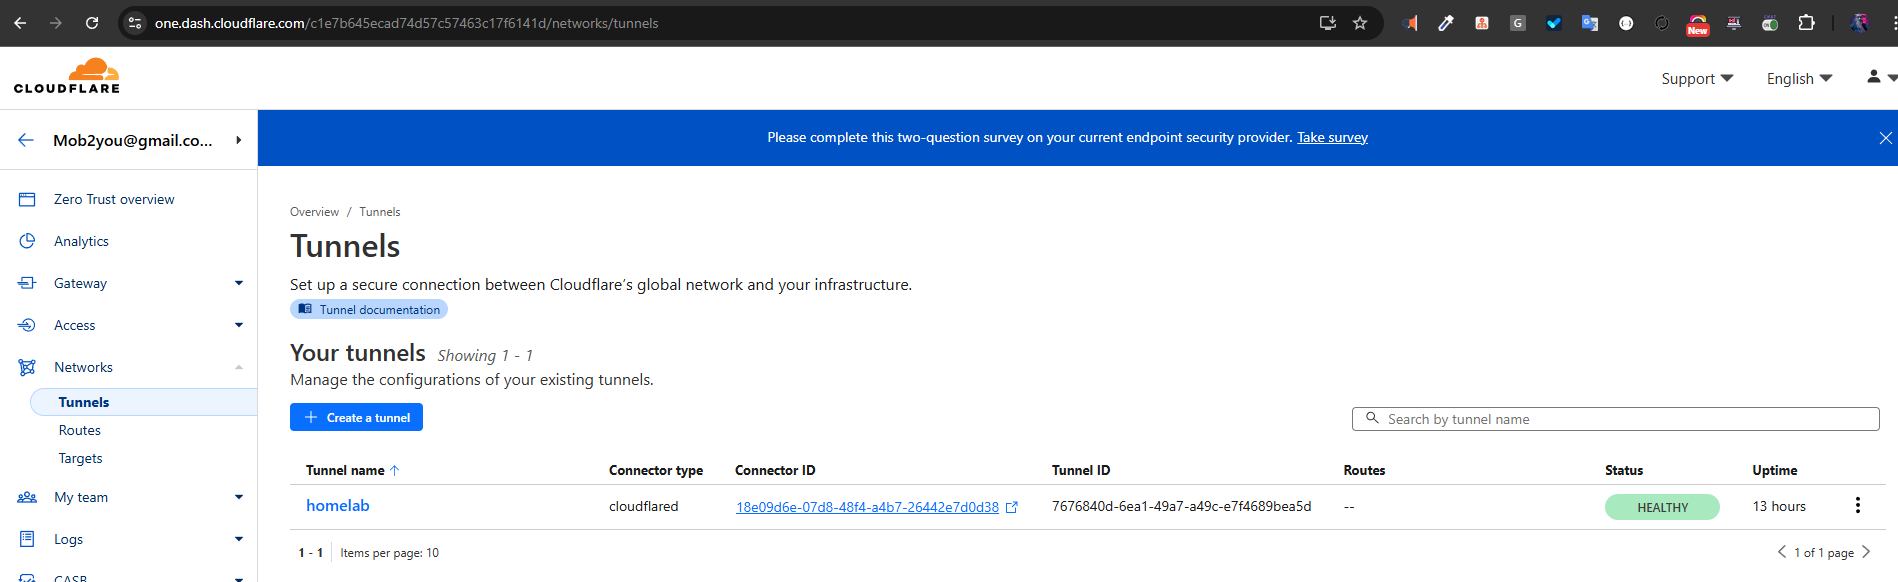 one.dash.cloudflare.com/c1e7b645ecad74d57c57463c17f6141d/networks/tunnels
G
New
CLOUDFLARE
Support
English
Mob2you@gmail.co...
Please complete this two-question survey on your current endpoint security provider. Take survey
Zero Trust overview
Analytics
Gateway
Access
Networks
Tunnels
Routes
Targets
My team
Logs
CASB
Overview / Tunnels
Tunnels
Set up a secure connection between Cloudflare's global network and your infrastructure.
Tunnel documentation
Your tunnels Showing 1 - 1
Manage the configurations of your existing tunnels.
Create a tunnel
Search by tunnel name
Tunnel name Connector type Connector ID Tunnel ID Routes Status Uptime
homelab cloudflared 18e09d6e-07d8-48f4-a4b7-26442e7d0d38 7676840d-6ea1-49a7-a49c-e7f4689bea5d -- HEALTHY 13 hours
1 - 1 Items per page: 10 1 of 1 page